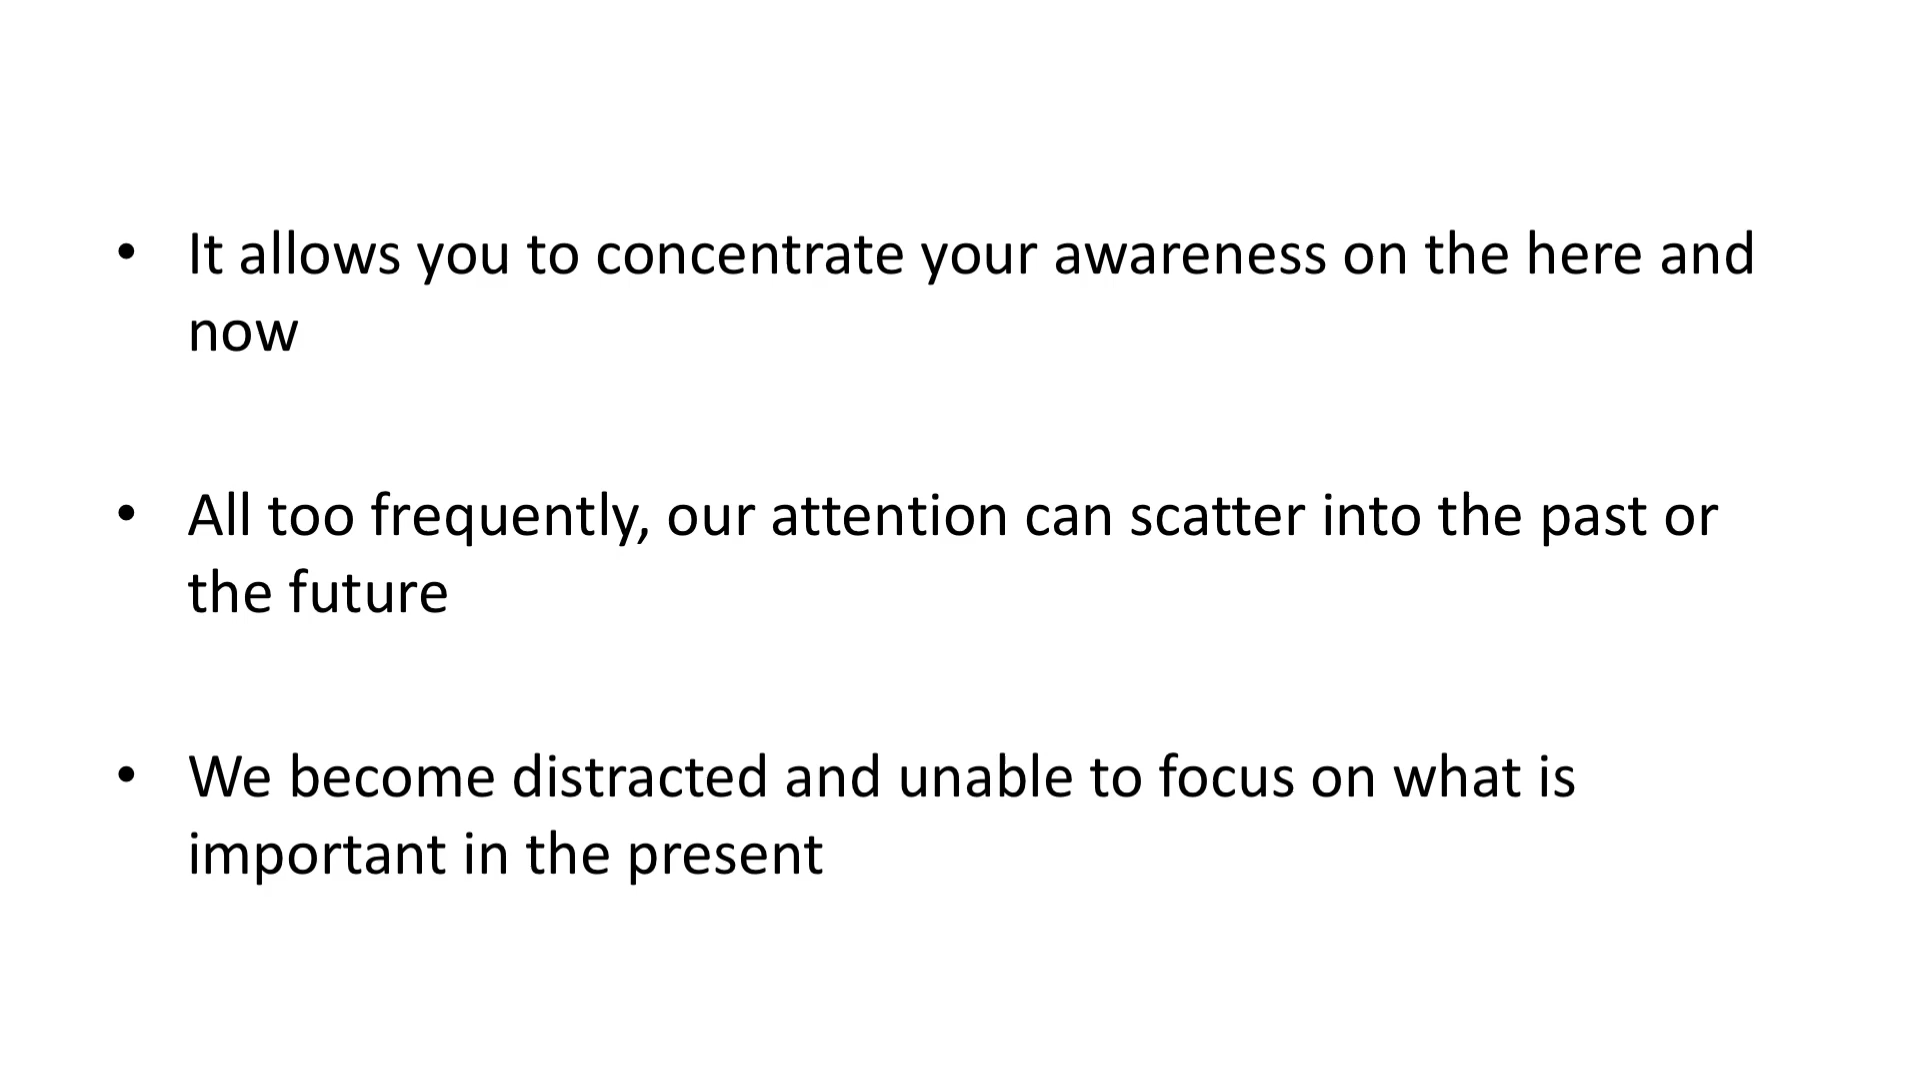 • It allows you to concentrate your awareness on the here and
now
• All too frequently, our attention can scatter into the past or
the future
• We become distracted and unable to focus on what is
important in the present